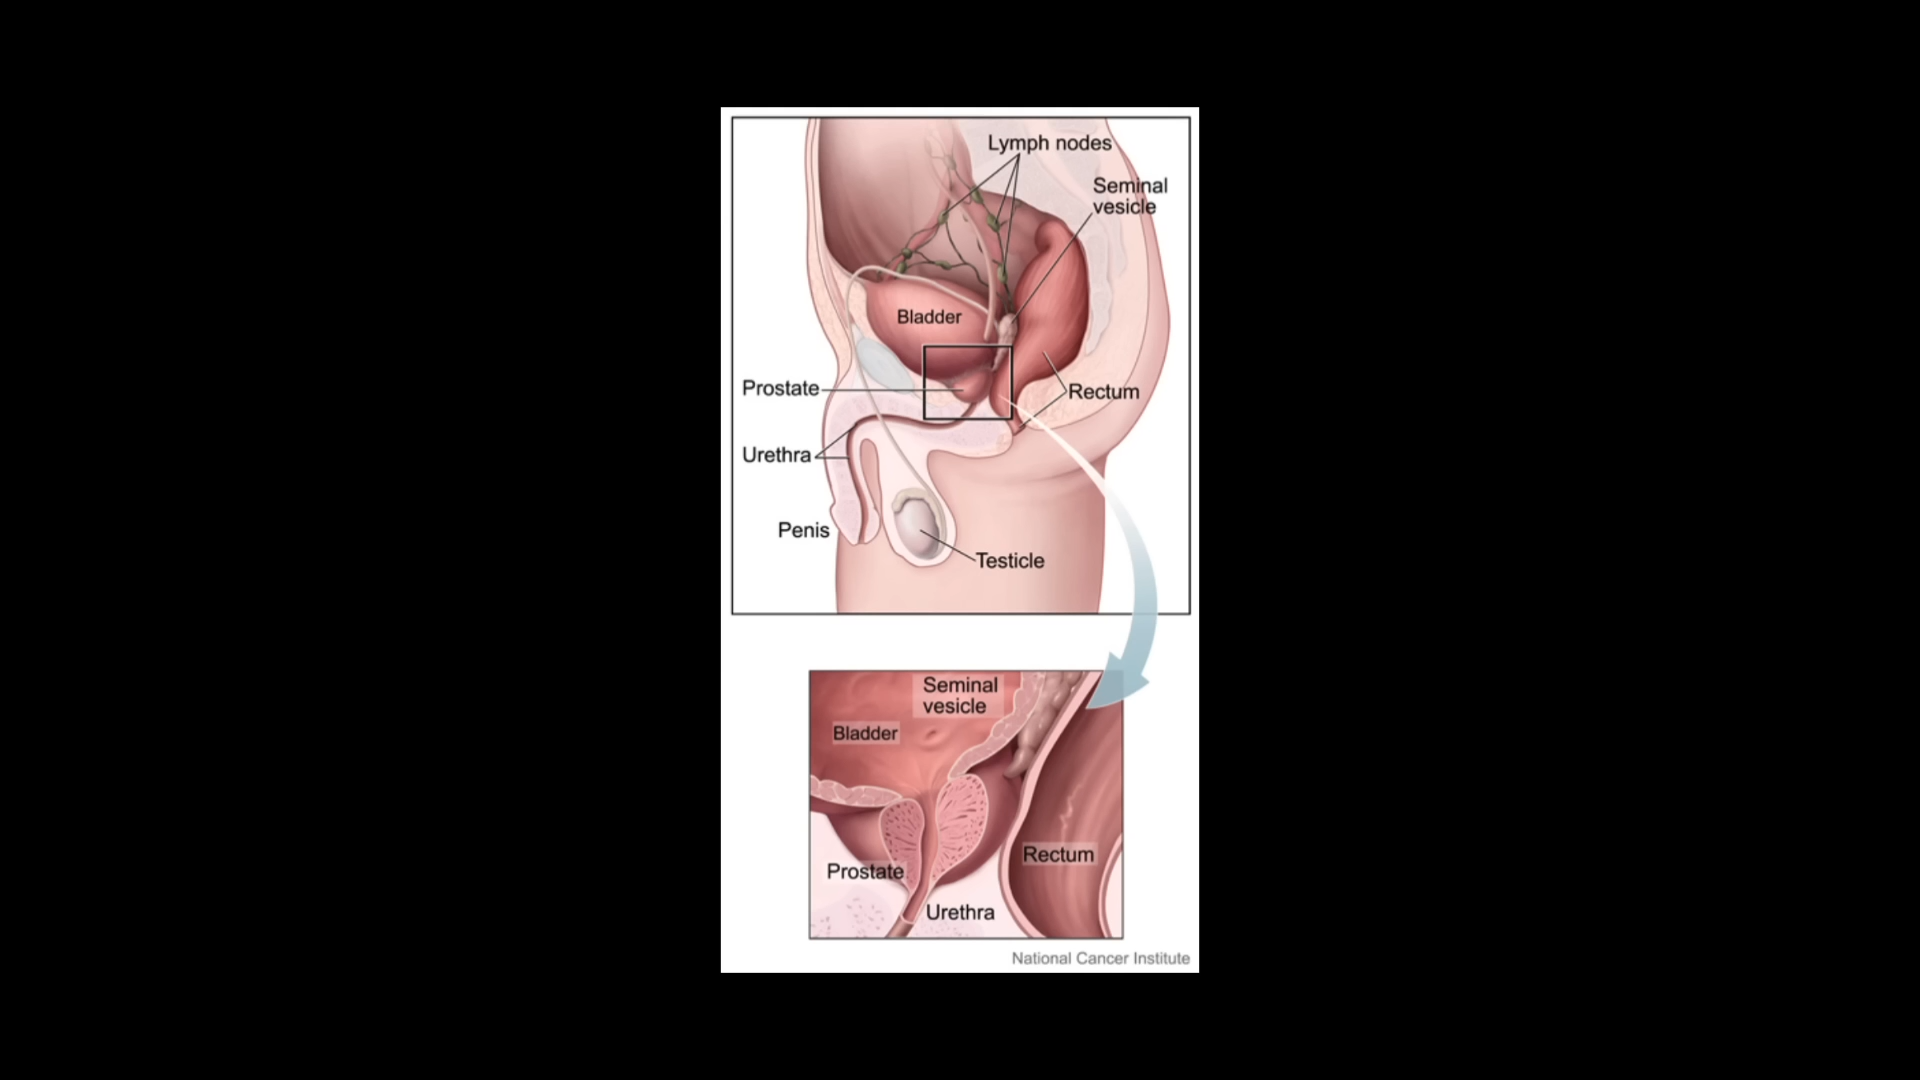 Lymph nodes
Seminal
vesicle
Bladder
Prostate
Rectum
Urethra
Penis
Testicle
Seminal
vesicle
Bladder
Rectum
Prostate
Urethra
National Cancer Institute